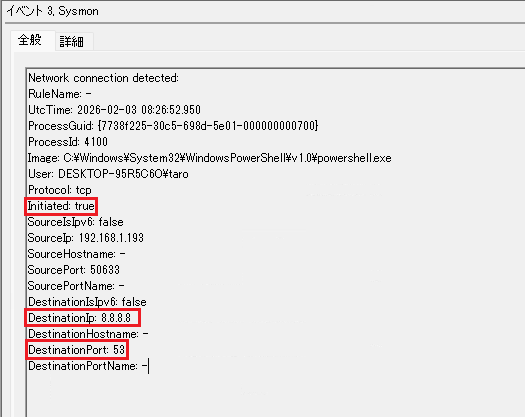 イベント 3, Sysmon
全般 詳細
Network connection detected:
RuleName: -
UtcTime: 2026-02-03 08:26:52.950
ProcessGuid: {7738f225-30c5-698d-5e01-000000000700}
ProcessId: 4100
Image: C:¥Windows¥System32¥WindowsPowerShell¥v1.0¥powershell.exe
User: DESKTOP-95R5C6O¥taro
Protocol: tcp
Initiated: true
SourceIsIpv6: false
SourceIp: 192.168.1.193
SourceHostname: -
SourcePort: 50633
SourcePortName: -
DestinationIsIpv6: false
DestinationIp: 8.8.8.8
DestinationHostname: -
DestinationPort: 53
DestinationPortName: -